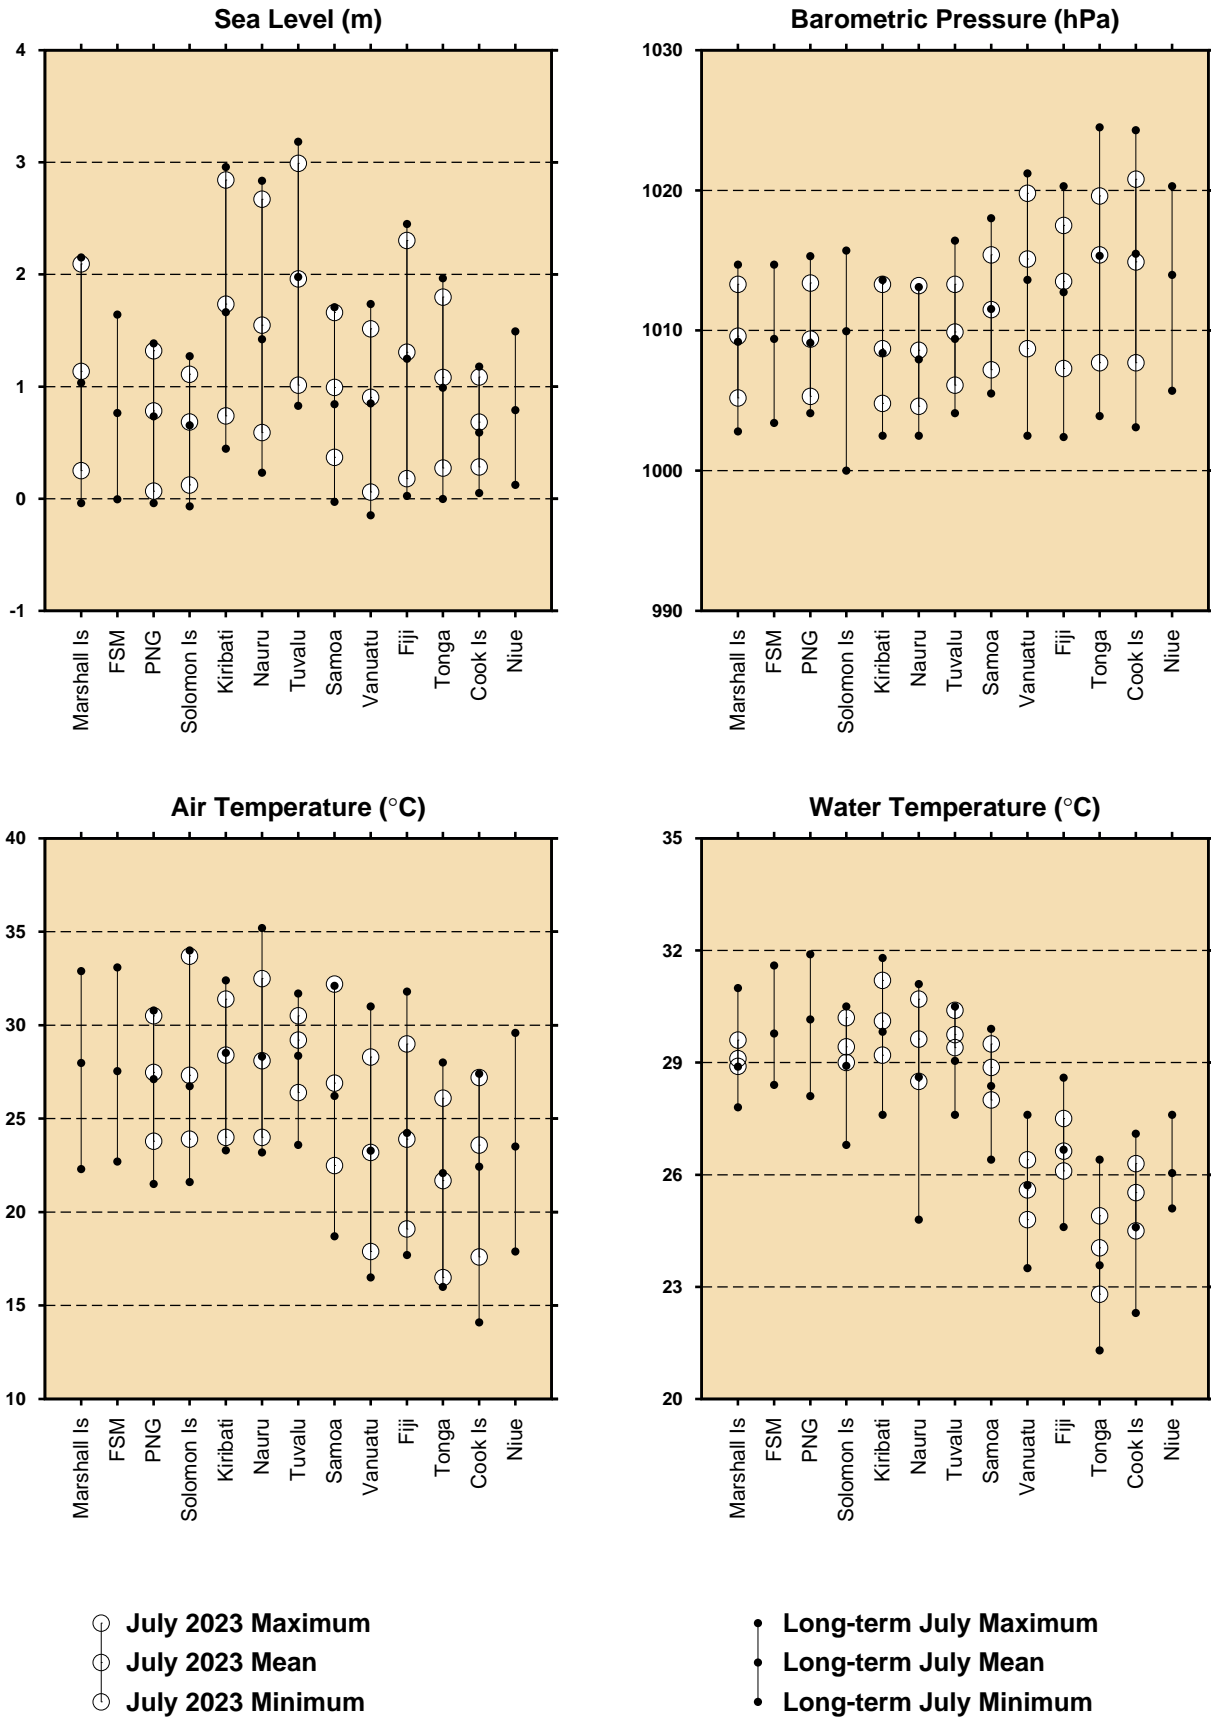 Sea Level (m)
4
3
2
1
0
-1
Marshall Is
FSM
PNG
Solomon Is
Kiribati
Nauru
Tuvalu
Samoa
Vanuatu
Fiji
Tonga
Cook Is
Niue
Barometric Pressure (hPa)
1030
1020
1010
1000
990
Marshall Is
FSM
PNG
Solomon Is
Kiribati
Nauru
Tuvalu
Samoa
Vanuatu
Fiji
Tonga
Cook Is
Niue
Air Temperature (°C)
40
35
30
25
20
15
10
Marshall Is
FSM
PNG
Solomon Is
Kiribati
Nauru
Tuvalu
Samoa
Vanuatu
Fiji
Tonga
Cook Is
Niue
Water Temperature (°C)
35
32
29
26
23
20
Marshall Is
FSM
PNG
Solomon Is
Kiribati
Nauru
Tuvalu
Samoa
Vanuatu
Fiji
Tonga
Cook Is
Niue
July 2023 Maximum
July 2023 Mean
July 2023 Minimum
Long-term July Maximum
Long-term July Mean
Long-term July Minimum